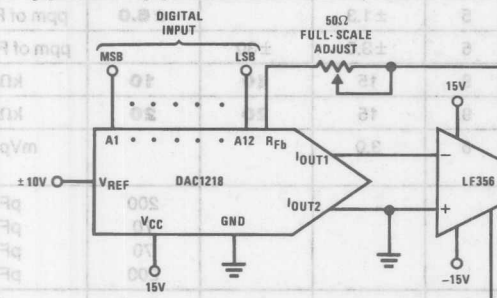 DIGITAL
INPUT
50Ω
FULL-SCALE
ADJUST
MSB
LSB
15V
A1
A12
RFb
IOUT1
−
LF356
±10V
VREF
DAC1218
IOUT2
+
VCC
GND
15V
−15V